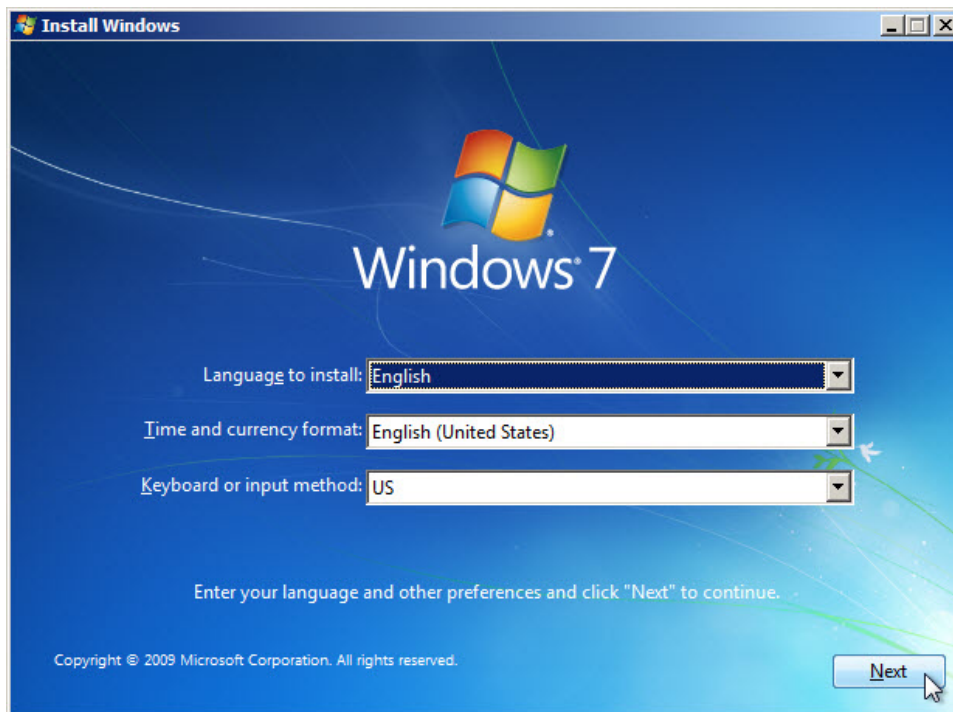 Install Windows
Windows® 7
Language to install: English
Time and currency format: English (United States)
Keyboard or input method: US
Enter your language and other preferences and click "Next" to continue.
Copyright © 2009 Microsoft Corporation. All rights reserved.
Next